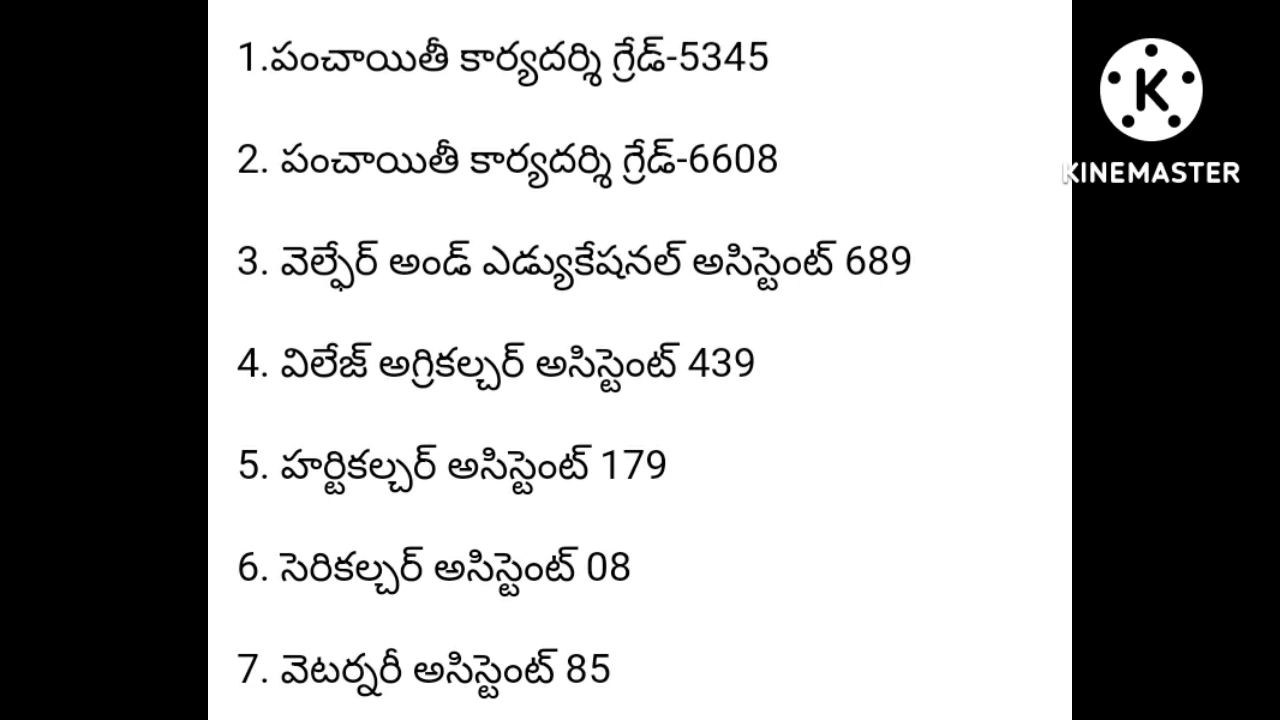 1.పంచాయితీ కార్యదర్శి గ్రేడ్-5345
2. పంచాయితీ కార్యదర్శి గ్రేడ్-6608
3. వెల్ఫేర్ అండ్ ఎడ్యుకేషనల్ అసిస్టెంట్ 689
4. విలేజ్ అగ్రికల్చర్ అసిస్టెంట్ 439
5. హర్టికల్చర్ అసిస్టెంట్ 179
6. సెరికల్చర్ అసిస్టెంట్ 08
7. వెటర్నరీ అసిస్టెంట్ 85
K
KINEMASTER